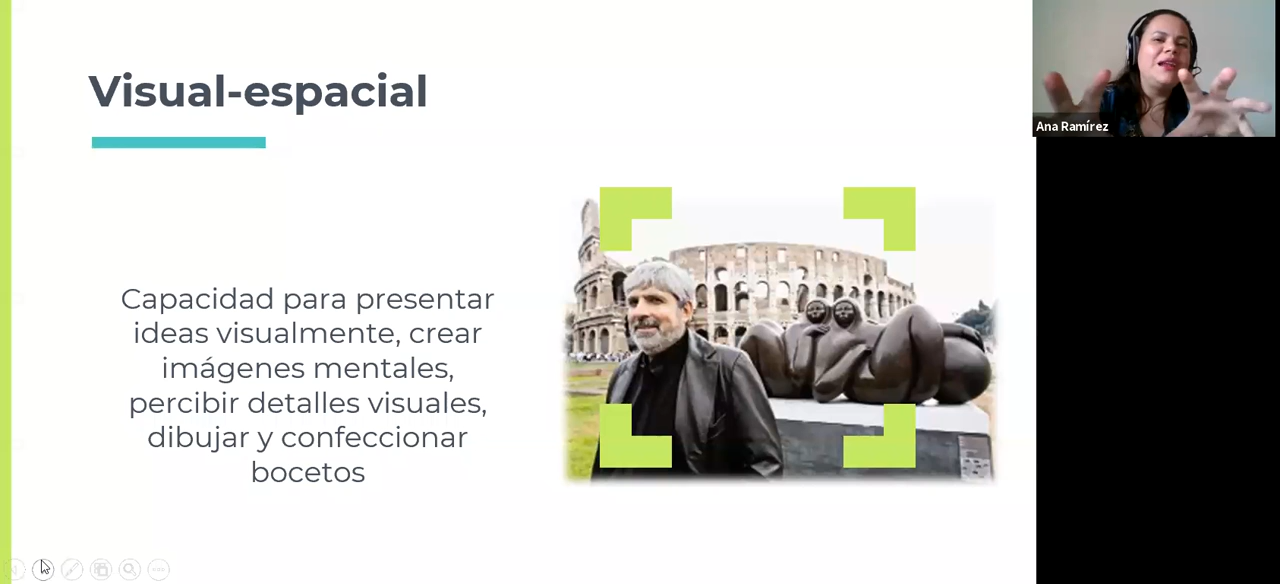 Visual-espacial
Capacidad para presentar
ideas visualmente, crear
imágenes mentales,
percibir detalles visuales,
dibujar y confeccionar
bocetos
Ana Ramírez